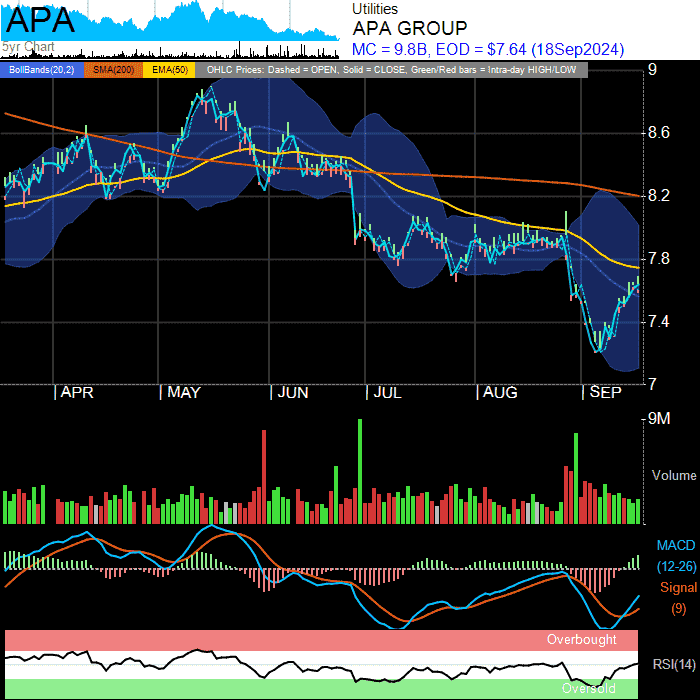 APA
5yr Chart
Utilities
APA GROUP
MC = 9.8B, EOD = $7.64 (18Sep2024)
BollBands(20,2) SMA(200) EMA(50) OHLC Prices: Dashed = OPEN, Solid = CLOSE, Green/Red bars = Intra-day HIGH/LOW
9
8.6
8.2
7.8
7.4
7
APR MAY JUN JUL AUG SEP
9M
Volume
MACD
(12-26)
Signal
(9)
Overbought
RSI(14)
Oversold